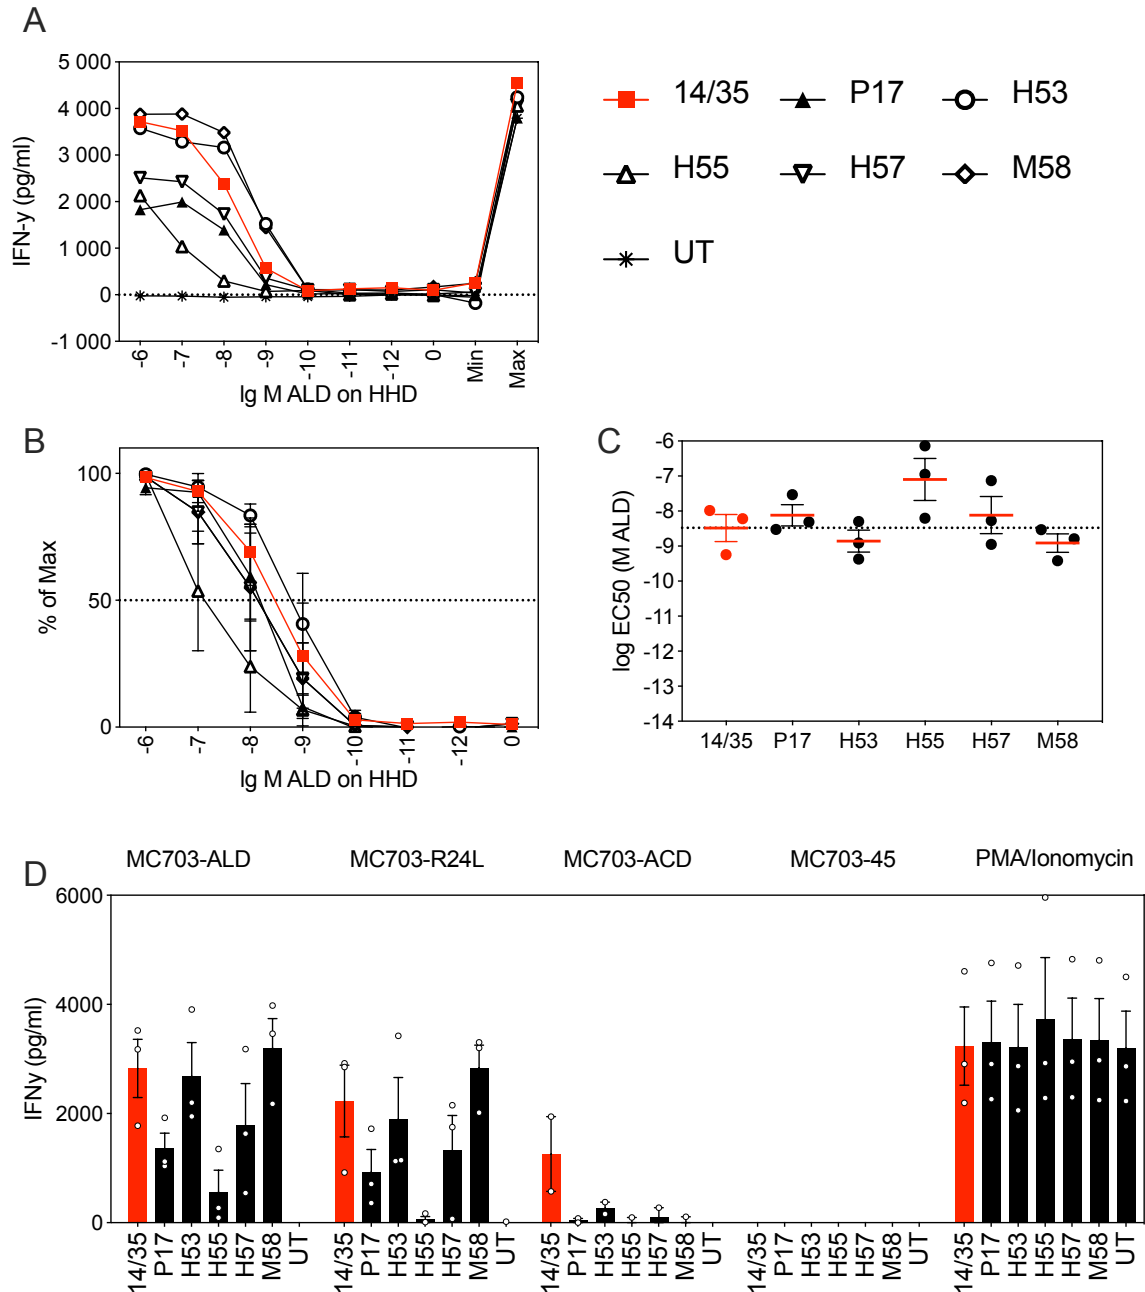 A
5 000
4 000
3 000
2 000
1 000
0
-1 000
IFN-y (pg/ml)
-6
-7
-8
-9
-10
-11
-12
0
Min
Max
lg M ALD on HHD
14/35
P17
H53
H55
H57
M58
UT
B
100
50
0
% of Max
-6
-7
-8
-9
-10
-11
-12
0
lg M ALD on HHD
C
-6
-7
-8
-9
-10
-11
-12
-13
-14
log EC50 (M ALD)
14/35 P17 H53 H55 H57 M58
D
MC703-ALD MC703-R24L MC703-ACD MC703-45 PMA/Ionomycin
6000
4000
2000
0
IFNy (pg/ml)
14/35
P17
H53
H55
H57
M58
UT
14/35
P17
H53
H55
H57
M58
UT
14/35
P17
H53
H55
H57
M58
UT
14/35
P17
H53
H55
H57
M58
UT
14/35
P17
H53
H55
H57
M58
UT